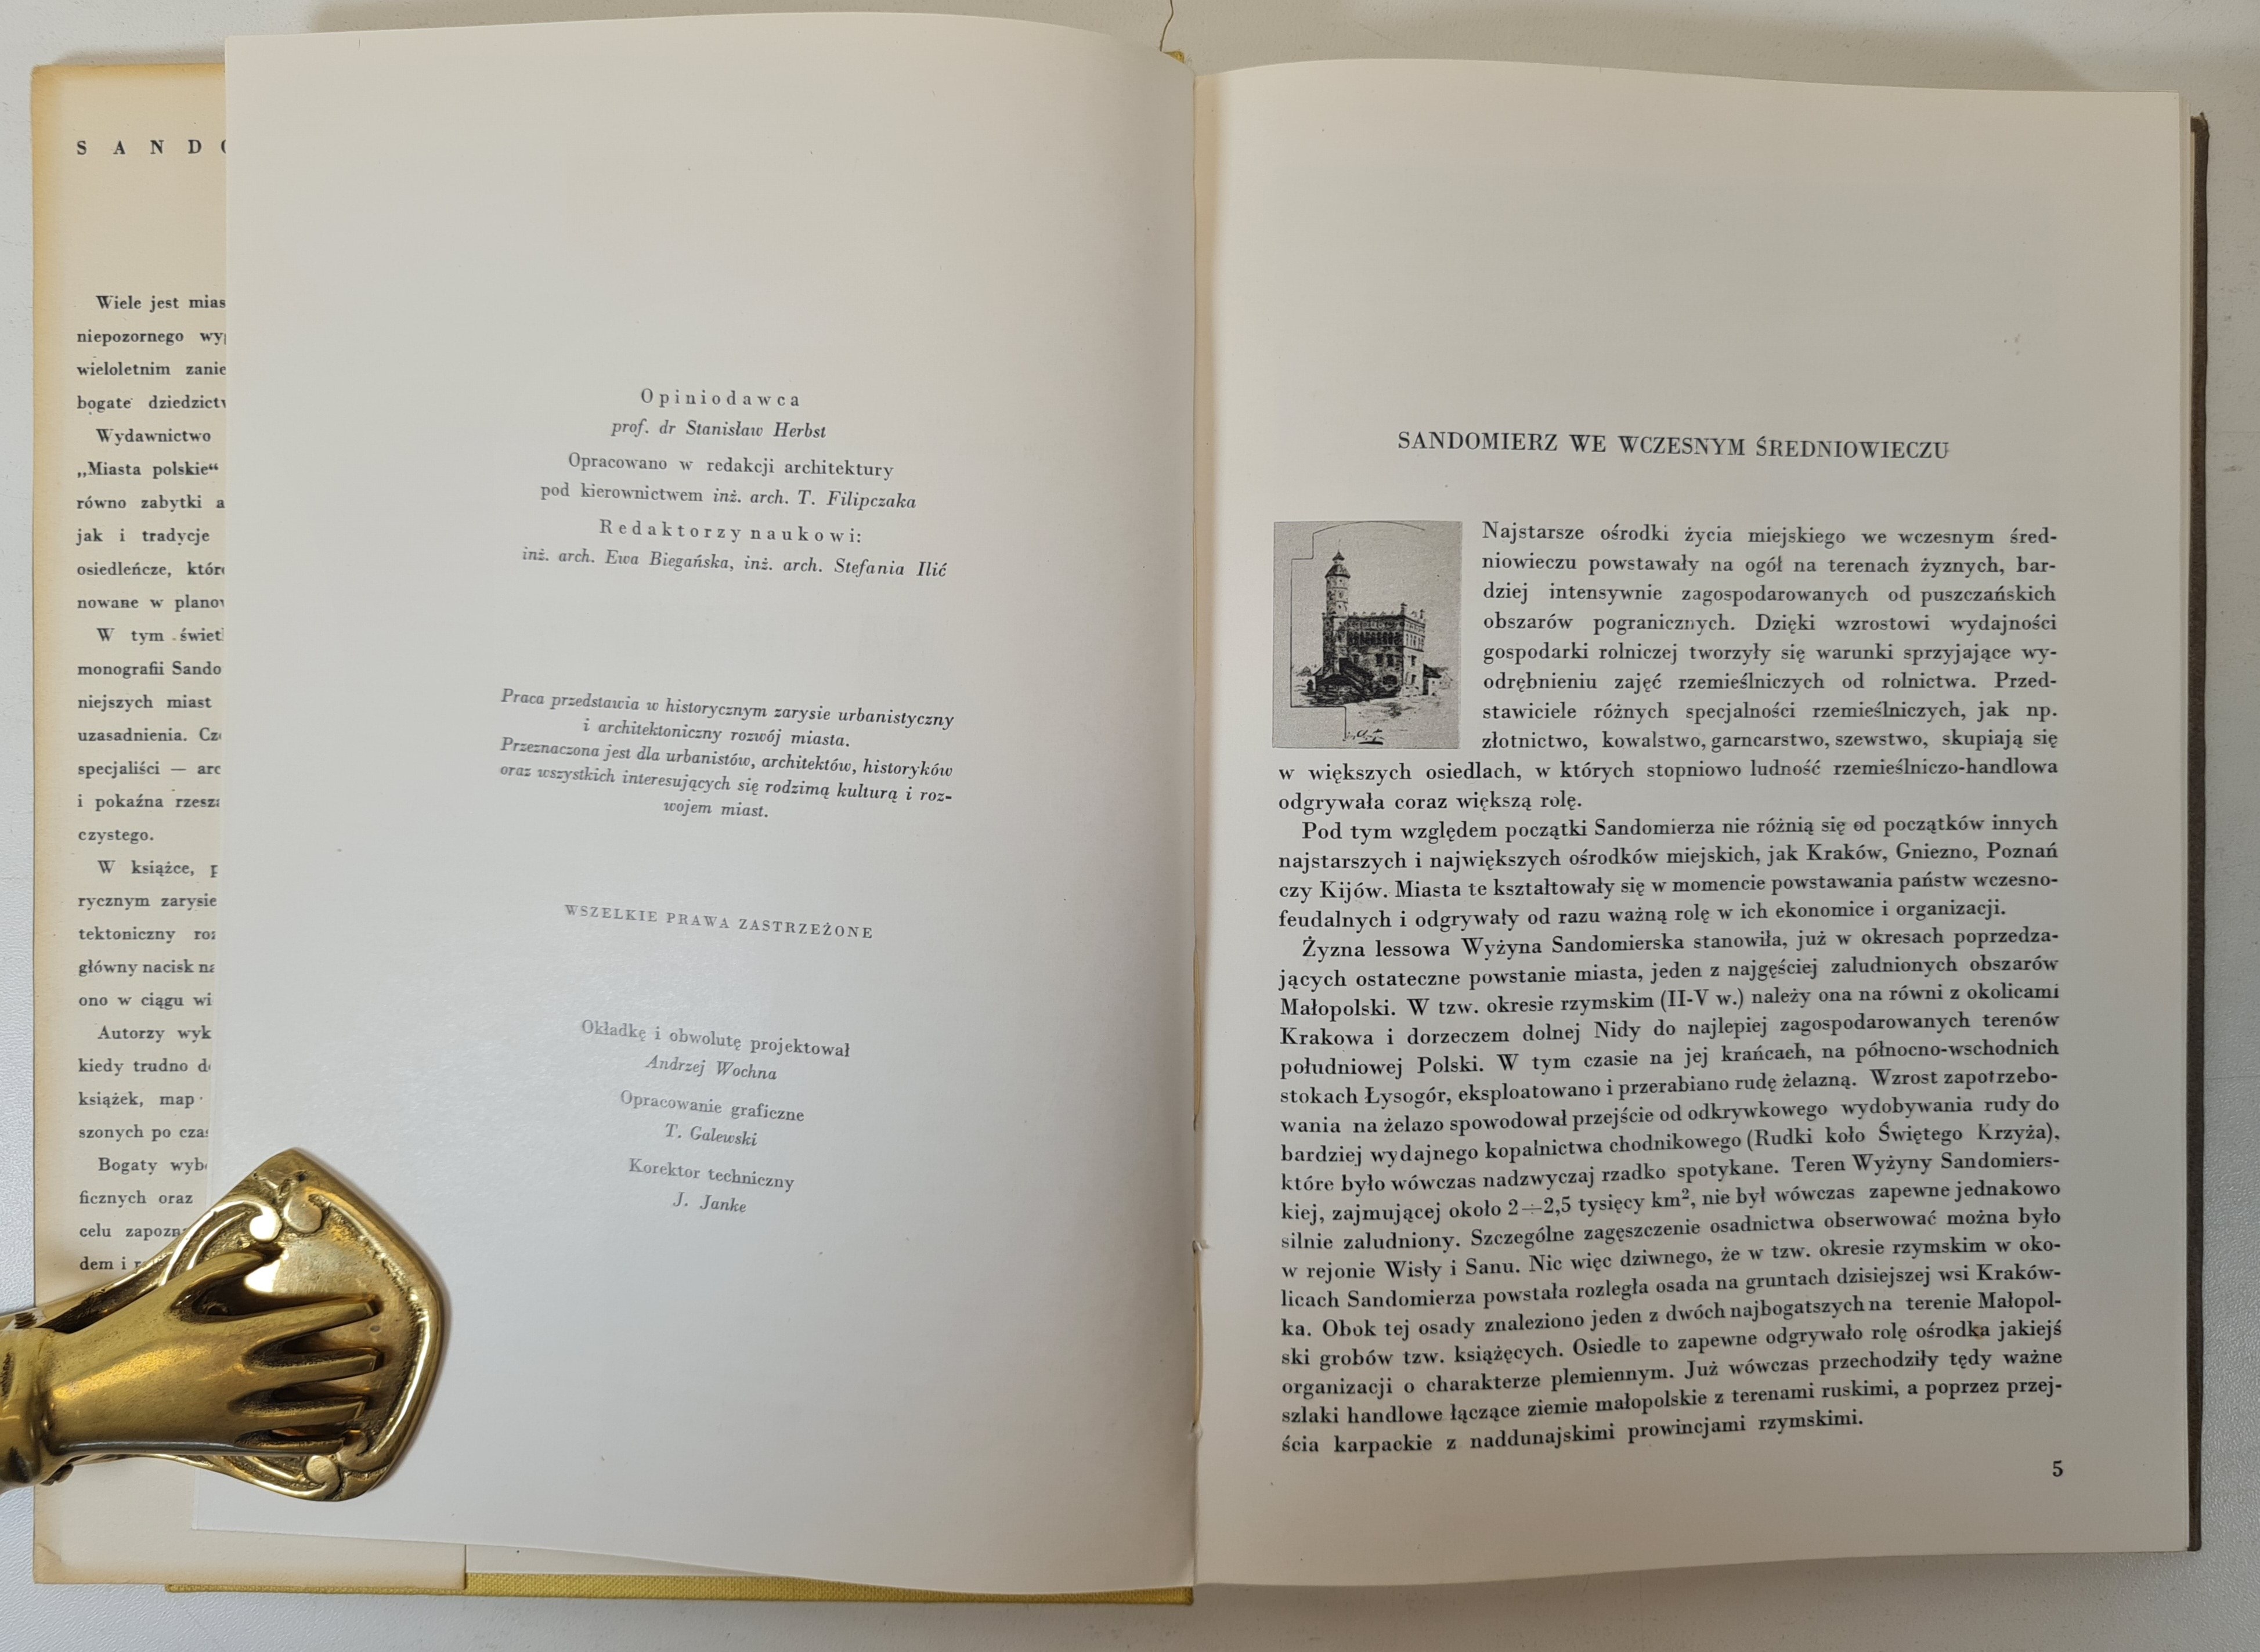 S A N D
Wiele jest
niepozornego
wieloletnim
bogate
Wydawnictwo
„Miasta polskie“
równo zabytki
jak i tradycje
osiedleńcze,
nowane w
W tym
monografii
niejszych miast
uzasadnienia.
specjaliści —
i pokaźna
czystego.
W książce,
rycznym zarysie
tektoniczny
główny nacisk
ono w ciągu
Autorzy
kiedy trudno
książek, map
szonych po
Bogaty
ficznych oraz
celu
dem i
Opiniodawca
prof. dr Stanisław Herbst
Opracowano w redakcji architektury
pod kierownictwem inż. arch. T. Filipczaka
Redaktorzy naukowi:
inż. arch. Ewa Biegańska, inż. arch. Stefania Ilić
Praca przedstawia w historycznym zarysie urbanistyczny
i architektoniczny rozwój miasta.
Przeznaczona jest dla urbanistów, architektów, historyków
oraz wszystkich interesujących się rodzimą kulturą i roz-
wojem miast.
WSZELKIE PRAWA ZASTRZEŻONE
Okładkę i obwolutę projektował
Andrzej Wochna
Opracowanie graficzne
T. Galewski
Korektor techniczny
J. Janke
SANDOMIERZ WE WCZESNYM ŚREDNIOWIECZU
Najstarsze ośrodki życia miejskiego we wczesnym śred-
niowieczu powstawały na ogół na terenach żyznych, bar-
dziej intensywnie zagospodarowanych od puszczańskich
obszarów pogranicznych. Dzięki wzrostowi wydajności
gospodarki rolniczej tworzyły się warunki sprzyjające wy-
odrębnieniu zajęć rzemieślniczych od rolnictwa. Przed-
stawiciele różnych specjalności rzemieślniczych, jak np.
złotnictwo, kowalstwo, garncarstwo, szewstwo, skupiają się
w większych osiedlach, w których stopniowo ludność rzemieślniczo-handlowa
odgrywała coraz większą rolę.
Pod tym względem początki Sandomierza nie różnią się od początków innych
najstarszych i największych ośrodków miejskich, jak Kraków, Gniezno, Poznań
czy Kijów. Miasta te kształtowały się w momencie powstawania państw wczesno-
feudalnych i odgrywały od razu ważną rolę w ich ekonomice i organizacji.
Żyzna lessowa Wyżyna Sandomierska stanowiła, już w okresach poprzedza-
jących ostateczne powstanie miasta, jeden z najgęściej zaludnionych obszarów
Małopolski. W tzw. okresie rzymskim (II-V w.) należy ona na równi z okolicami
Krakowa i dorzeczem dolnej Nidy do najlepiej zagospodarowanych terenów
południowej Polski. W tym czasie na jej krańcach, na północno-wschodnich
stokach Łysogór, eksploatowano i przerabiano rudę żelazną. Wzrost zapotrzebo-
wania na żelazo spowodował przejście od odkrywkowego wydobywania rudy do
bardziej wydajnego kopalnictwa chodnikowego (Rudki koło Świętego Krzyża),
które było wówczas nadzwyczaj rzadko spotykane. Teren Wyżyny Sandomiers-
kiej, zajmującej około 2÷2,5 tysięcy km², nie był wówczas zapewne jednakowo
silnie zaludniony. Szczególne zagęszczenie osadnictwa obserwować można było
w rejonie Wisły i Sanu. Nic więc dziwnego, że w tzw. okresie rzymskim w oko-
licach Sandomierza powstała rozległa osada na gruntach dzisiejszej wsi Kraków-
ka. Obok tej osady znaleziono jeden z dwóch najbogatszych na terenie Małopol-
ski grobów tzw. książęcych. Osiedle to zapewne odgrywało rolę ośrodka jakiejś
organizacji o charakterze plemiennym. Już wówczas przechodziły tędy ważne
szlaki handlowe łączące ziemie małopolskie z terenami ruskimi, a poprzez przej-
ścia karpackie z naddunajskimi prowincjami rzymskimi.
5